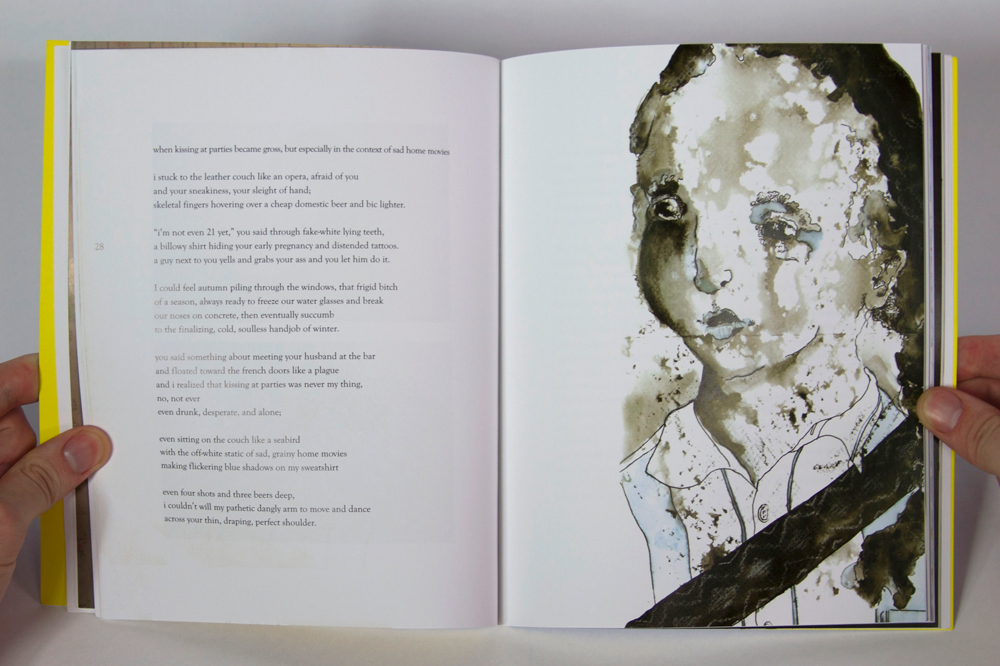 when kissing at parties became gross, but especially in the context of sad home movies
i stuck to the leather couch like an opera, afraid of you
and your sneakiness, your sleight of hand;
skeletal fingers hovering over a cheap domestic beer and bic lighter.
"i'm not even 21 yet," you said through fake-white lying teeth,
a billowy shirt hiding your early pregnancy and distended tattoos.
a guy next to you yells and grabs your ass and you let him do it.
28
I could feel autumn piling through the windows, that frigid bitch
of a season, always ready to freeze our water glasses and break
our noses on concrete, then eventually succumb
to the finalizing, cold, soulless handjob of winter.
you said something about meeting your husband at the bar
and floated toward the french doors like a plague
and i realized that kissing at parties was never my thing,
no, not ever
even drunk, desperate, and alone;
even sitting on the couch like a seabird
with the off-white static of sad, grainy home movies
making flickering blue shadows on my sweatshirt
even four shots and three beers deep,
i couldn't will my pathetic dangly arm to move and dance
across your thin, draping, perfect shoulder.